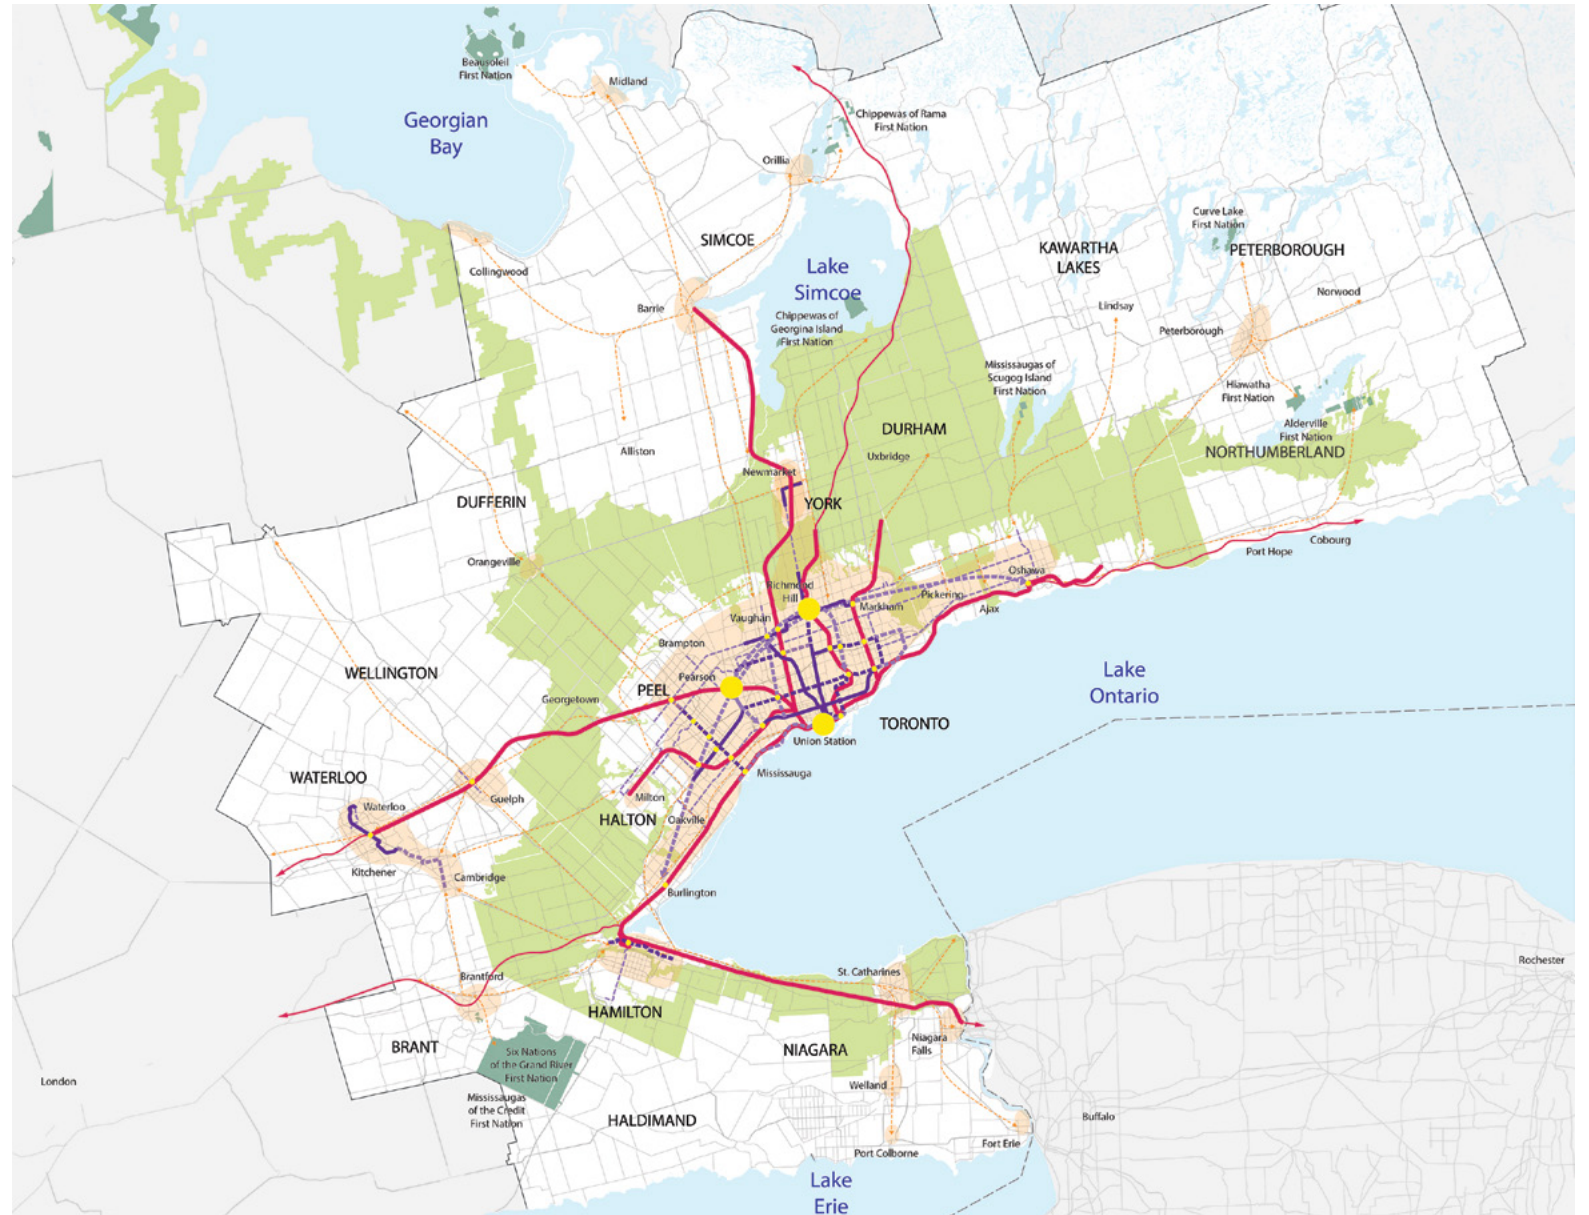 Beausoleil
First Nation
Midland
Georgian
Bay
Chippewas of Rama
First Nation
Orillia
Curve Lake
First Nation
SIMCOE
KAWARTHA
LAKES
PETERBOROUGH
Collingwood
Lake
Simcoe
Norwood
Barrie
Lindsay
Chippewas of
Georgina Island
First Nation
Peterborough
Mississaugas of
Scugog Island
First Nation
Hiawatha
First Nation
Alderville
First Nation
DURHAM
Alliston
Uxbridge
NORTHUMBERLAND
Newmarket
DUFFERIN
YORK
Cobourg
Port Hope
Orangeville
Oshawa
Richmond
Hill
Pickering
Markham
Ajax
Vaughan
Brampton
WELLINGTON
Lake
Ontario
Pearson
PEEL
Georgetown
TORONTO
Union Station
WATERLOO
Mississauga
Guelph
Milton
Waterloo
HALTON
Oakville
Kitchener
Cambridge
Burlington
Rochester
Brantford
St. Catharines
HAMILTON
BRANT
NIAGARA
Niagara
Falls
Six Nations
of the Grand River
First Nation
London
Welland
Mississaugas
of the Credit
First Nation
HALDIMAND
Buffalo
Fort Erie
Port Colborne
Lake
Erie